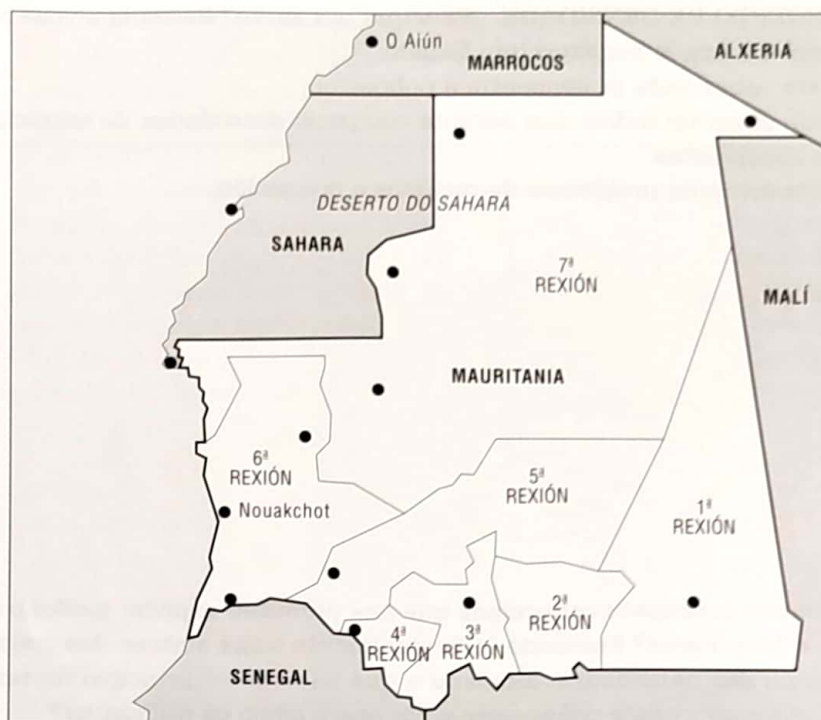 O Aiún
MARROCOS
ALXERIA
DESERTO DO SAHARA
SAHARA
7ª
REXIÓN
MALÍ
MAURITANIA
6ª
REXIÓN
5ª
REXIÓN
Nouakchot
1ª
REXIÓN
2ª
REXIÓN
4ª
REXIÓN
3ª
REXIÓN
SENEGAL